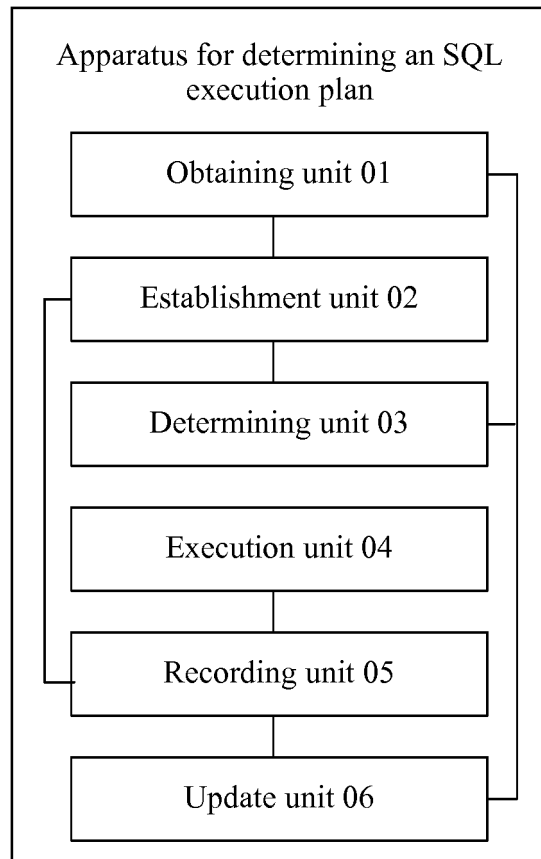 Apparatus for determining an SQL
execution plan
Obtaining unit 01
Establishment unit 02
Determining unit 03
Execution unit 04
Recording unit 05
Update unit 06